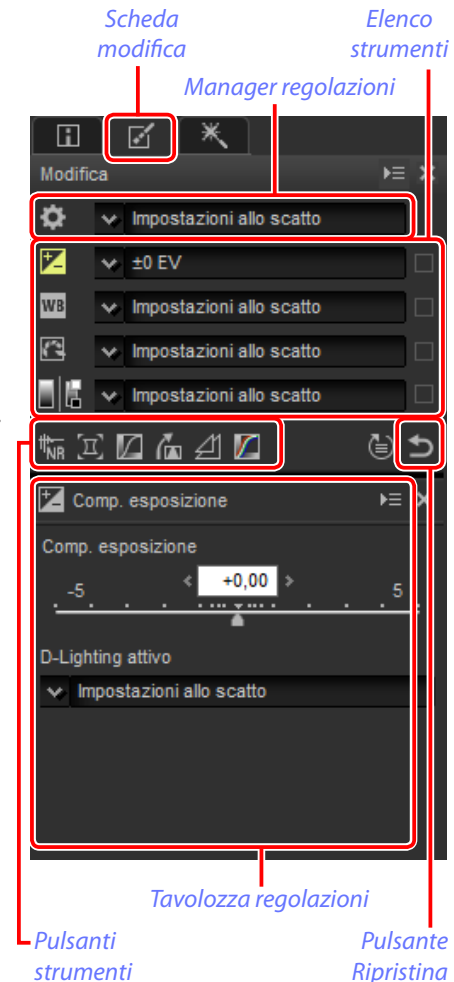 Scheda
modifica
Elenco
strumenti
Manager regolazioni
Modifica
Impostazioni allo scatto
±0 EV
WB
Impostazioni allo scatto
Impostazioni allo scatto
Impostazioni allo scatto
NR
Comp. esposizione
Comp. esposizione
-5
+0,00
5
D-Lighting attivo
Impostazioni allo scatto
Tavolozza regolazioni
Pulsanti
strumenti
Pulsante
Ripristina